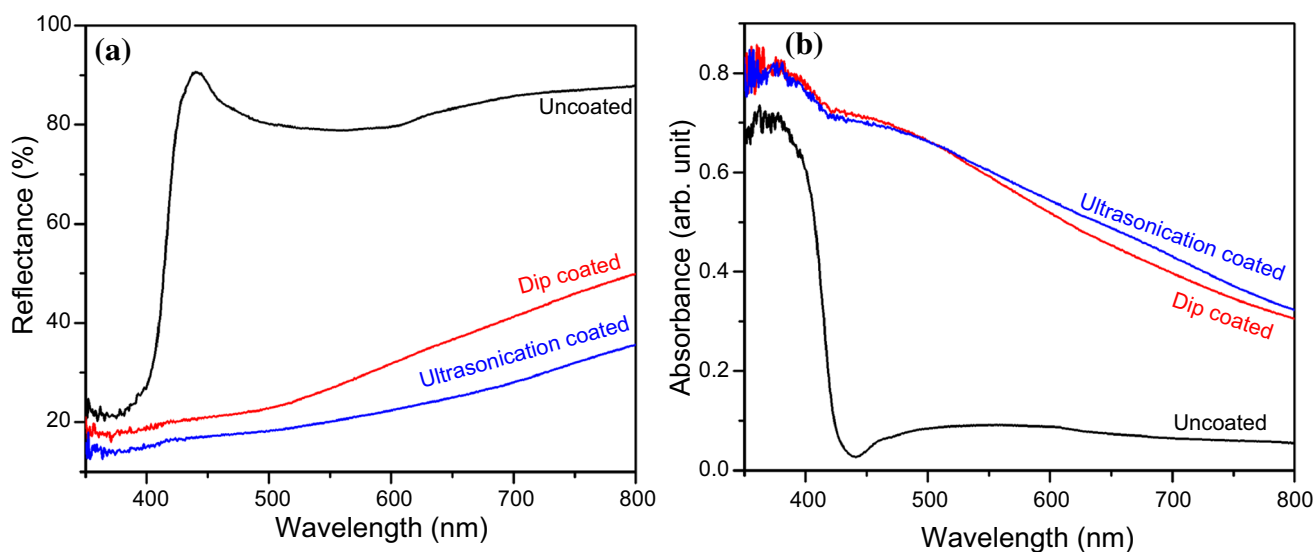 (a)
Reflectance (%)
100
80
60
40
20
Uncoated
Dip coated
Ultrasonication coated
400 500 600 700 800
Wavelength (nm)
(b)
Absorbance (arb. unit)
0.8
0.6
0.4
0.2
0.0
Ultrasonication coated
Dip coated
Uncoated
400 500 600 700 800
Wavelength (nm)